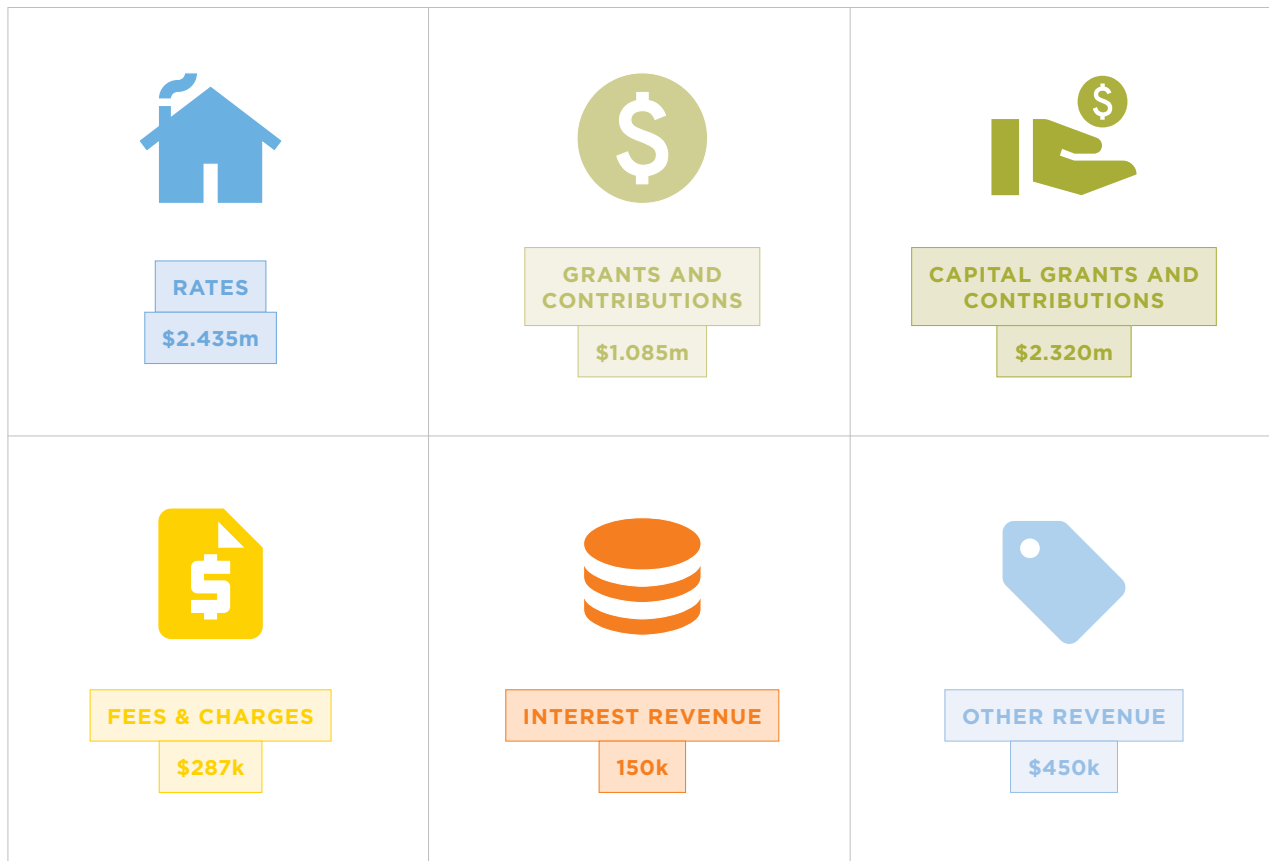 RATES
$2.435m
GRANTS AND
CONTRIBUTIONS
$1.085m
CAPITAL GRANTS AND
CONTRIBUTIONS
$2.320m
FEES & CHARGES
$287k
INTEREST REVENUE
150k
OTHER REVENUE
$450k